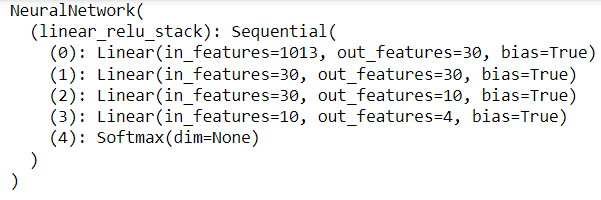 NeuralNetwork(
  (linear_relu_stack): Sequential(
    (0): Linear(in_features=1013, out_features=30, bias=True)
    (1): Linear(in_features=30, out_features=30, bias=True)
    (2): Linear(in_features=30, out_features=10, bias=True)
    (3): Linear(in_features=10, out_features=4, bias=True)
    (4): Softmax(dim=None)
  )
)